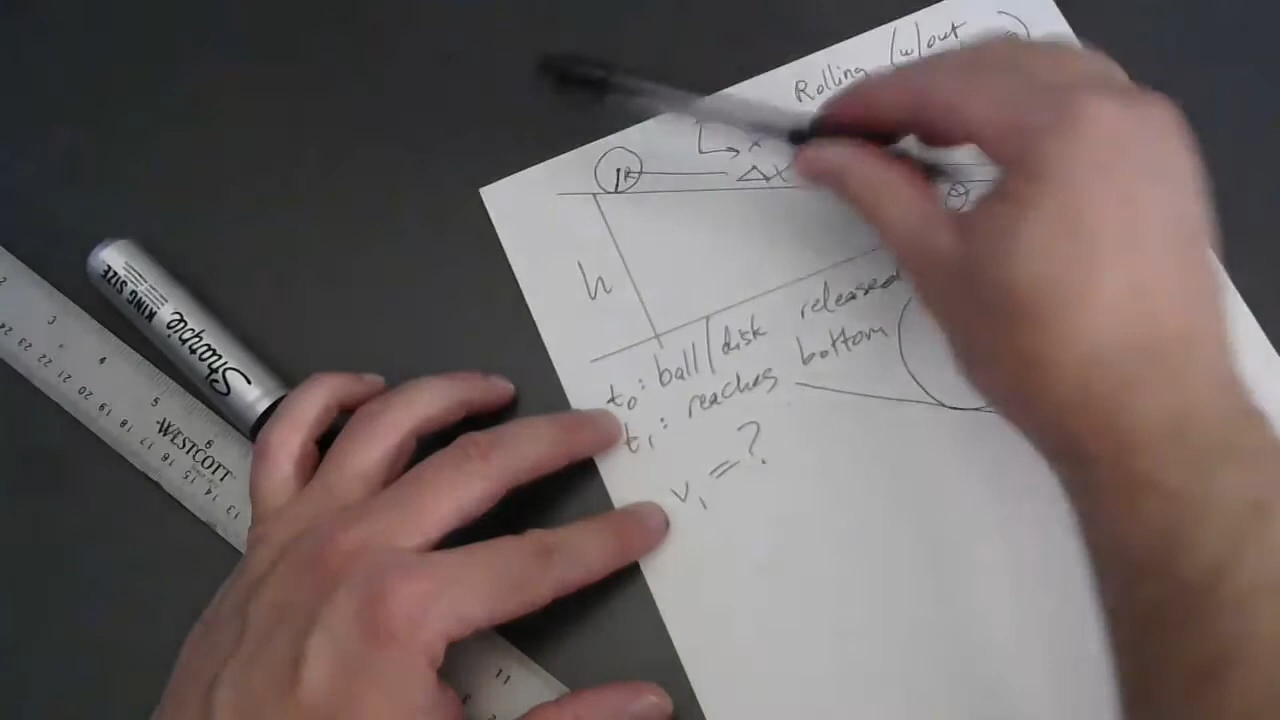 Rolling (w/out
x
R
Δx
θ
h
t₀: ball/disk released
t₁: reaches bottom
v₁ = ?
Sharpie
KING SIZE
WESTCOTT